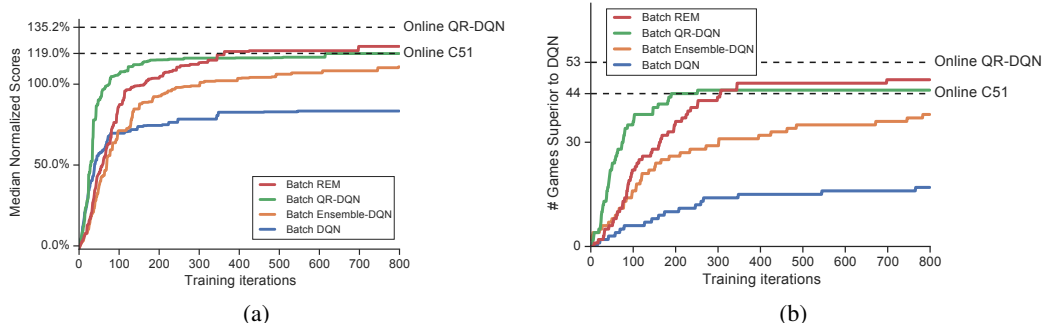 135.2%
Online QR-DQN
119.0%
Online C51
100.0%
50.0%
0.0%
Median Normalized Scores
Batch REM
Batch QR-DQN
Batch Ensemble-DQN
Batch DQN
0 100 200 300 400 500 600 700 800
Training iterations
(a)
Batch REM
Batch QR-DQN
Batch Ensemble-DQN
Batch DQN
53
Online QR-DQN
44
Online C51
30
0
# Games Superior to DQN
0 100 200 300 400 500 600 700 800
Training iterations
(b)